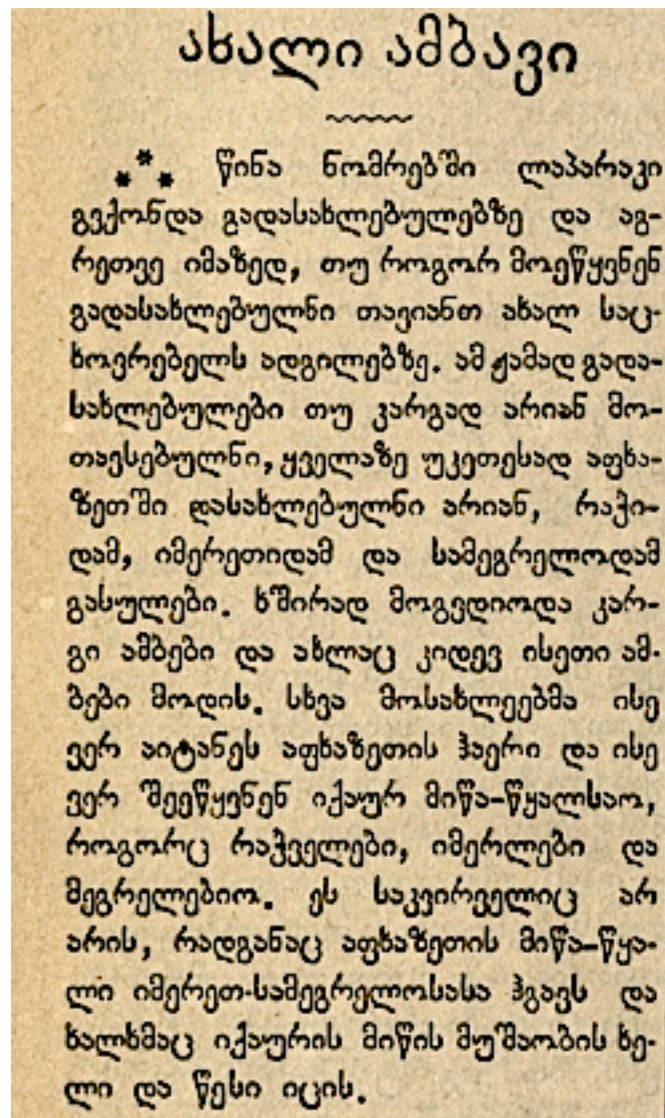 ახალი ამბავი
⁂ წინა ნომრებში ლაპარაკი
გვქონდა გადასახლებულებზე და აგ-
რეთვე იმაზედ, თუ როგორ მოეწყვნენ
გადასახლებულნი თავიანთ ახალ საც-
ხოვრებელს ადგილებზე. ამ ჟამად გადა-
სახლებულები თუ კარგად არიან მო-
თავსებულნი, ყველაზე უკეთესად აფხა-
ზეთში დასახლებულნი არიან, რაჭი-
დამ, იმერეთიდამ და სამეგრელოდამ
გასულები. ხშირად მოგვდიოდა კარ-
გი ამბები და ახლაც კიდევ ისეთი ამ-
ბები მოდის. სხვა მოსახლეებმა ისე
ვერ აიტანეს აფხაზეთის ჰაერი და ისე
ვერ შეეწყვნენ იქაურ მიწა-წყალსაო,
როგორც რაჭველები, იმერლები და
მეგრელებიო. ეს საკვირველიც არ
არის, რადგანაც აფხაზეთის მიწა-წყა-
ლი იმერეთ-სამეგრელოსასა ჰგავს და
ხალხმაც იქაურის მიწის მუშაობის ხე-
ლი და წესი იცის.